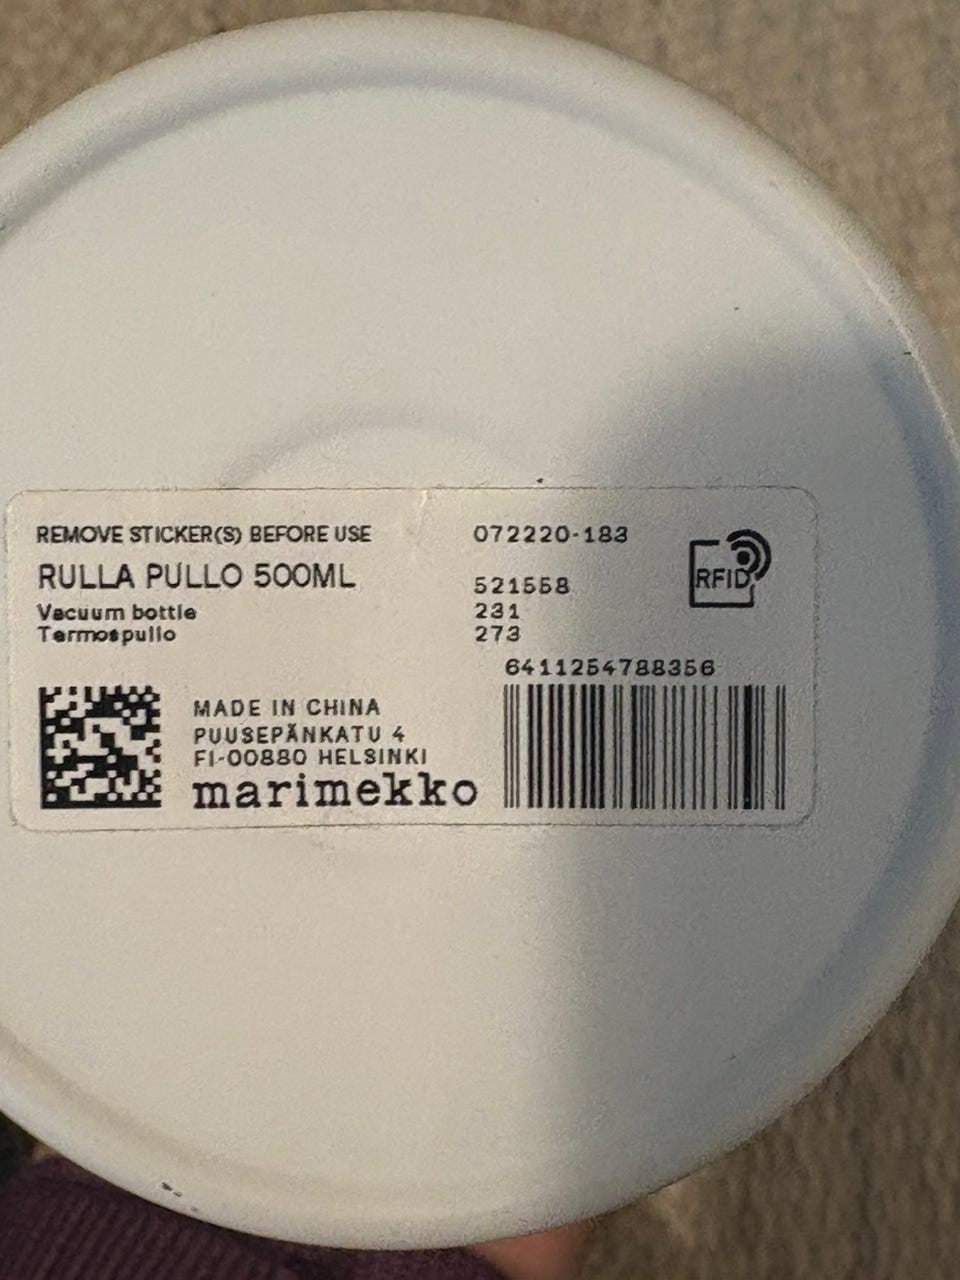 REMOVE STICKER(S) BEFORE USE
RULLA PULLO 500ML
Vacuum bottle
Termospullo
072220-183
521558
231
273
RFID
6411254788356
MADE IN CHINA
PUUSEPÄNKATU 4
FI-00880 HELSINKI
marimekko